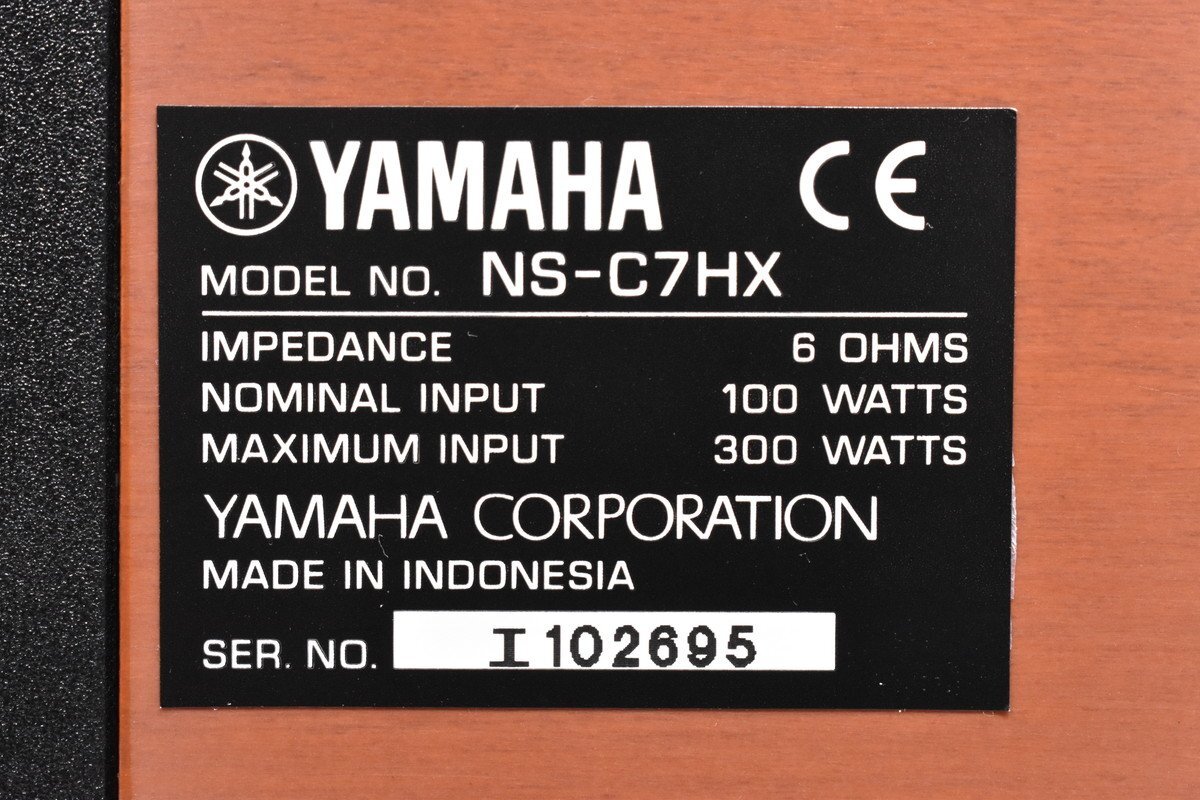 YAMAHA CE
MODEL NO. NS-C7HX
IMPEDANCE 6 OHMS
NOMINAL INPUT 100 WATTS
MAXIMUM INPUT 300 WATTS
YAMAHA CORPORATION
MADE IN INDONESIA
SER. NO. I102695